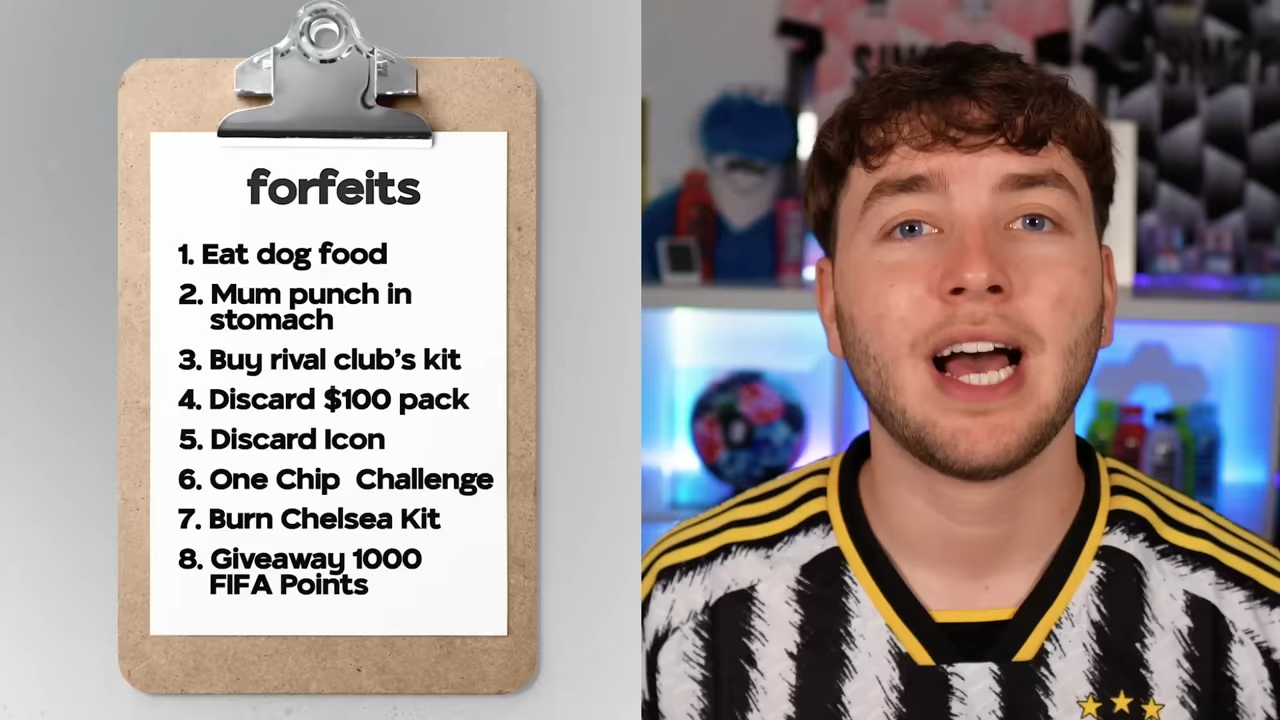 forfeits
1. Eat dog food
2. Mum punch in
stomach
3. Buy rival club's kit
4. Discard $100 pack
5. Discard Icon
6. One Chip  Challenge
7. Burn Chelsea Kit
8. Giveaway 1000
FIFA Points